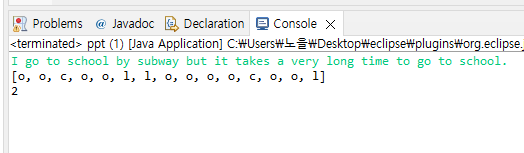 Problems @ Javadoc Declaration Console
<terminated> ppt (1) [Java Application] C:₩Users₩노을₩Desktop₩eclipse₩plugins₩org.eclipse.
I go to school by subway but it takes a very long time to go to school.
[o, o, c, o, o, l, l, o, o, o, o, c, o, o, l]
2